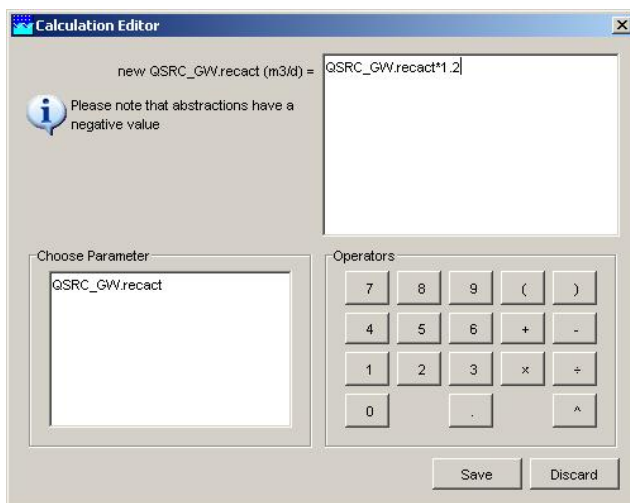 Calculation Editor
new QSRC_GW.recact (m3/d) =
QSRC_GW.recact*1.2
Please note that abstractions have a
negative value
Choose Parameter
QSRC_GW.recact
Operators
7 8 9 ( )
4 5 6 + -
1 2 3 x ÷
0 . ^
Save Discard